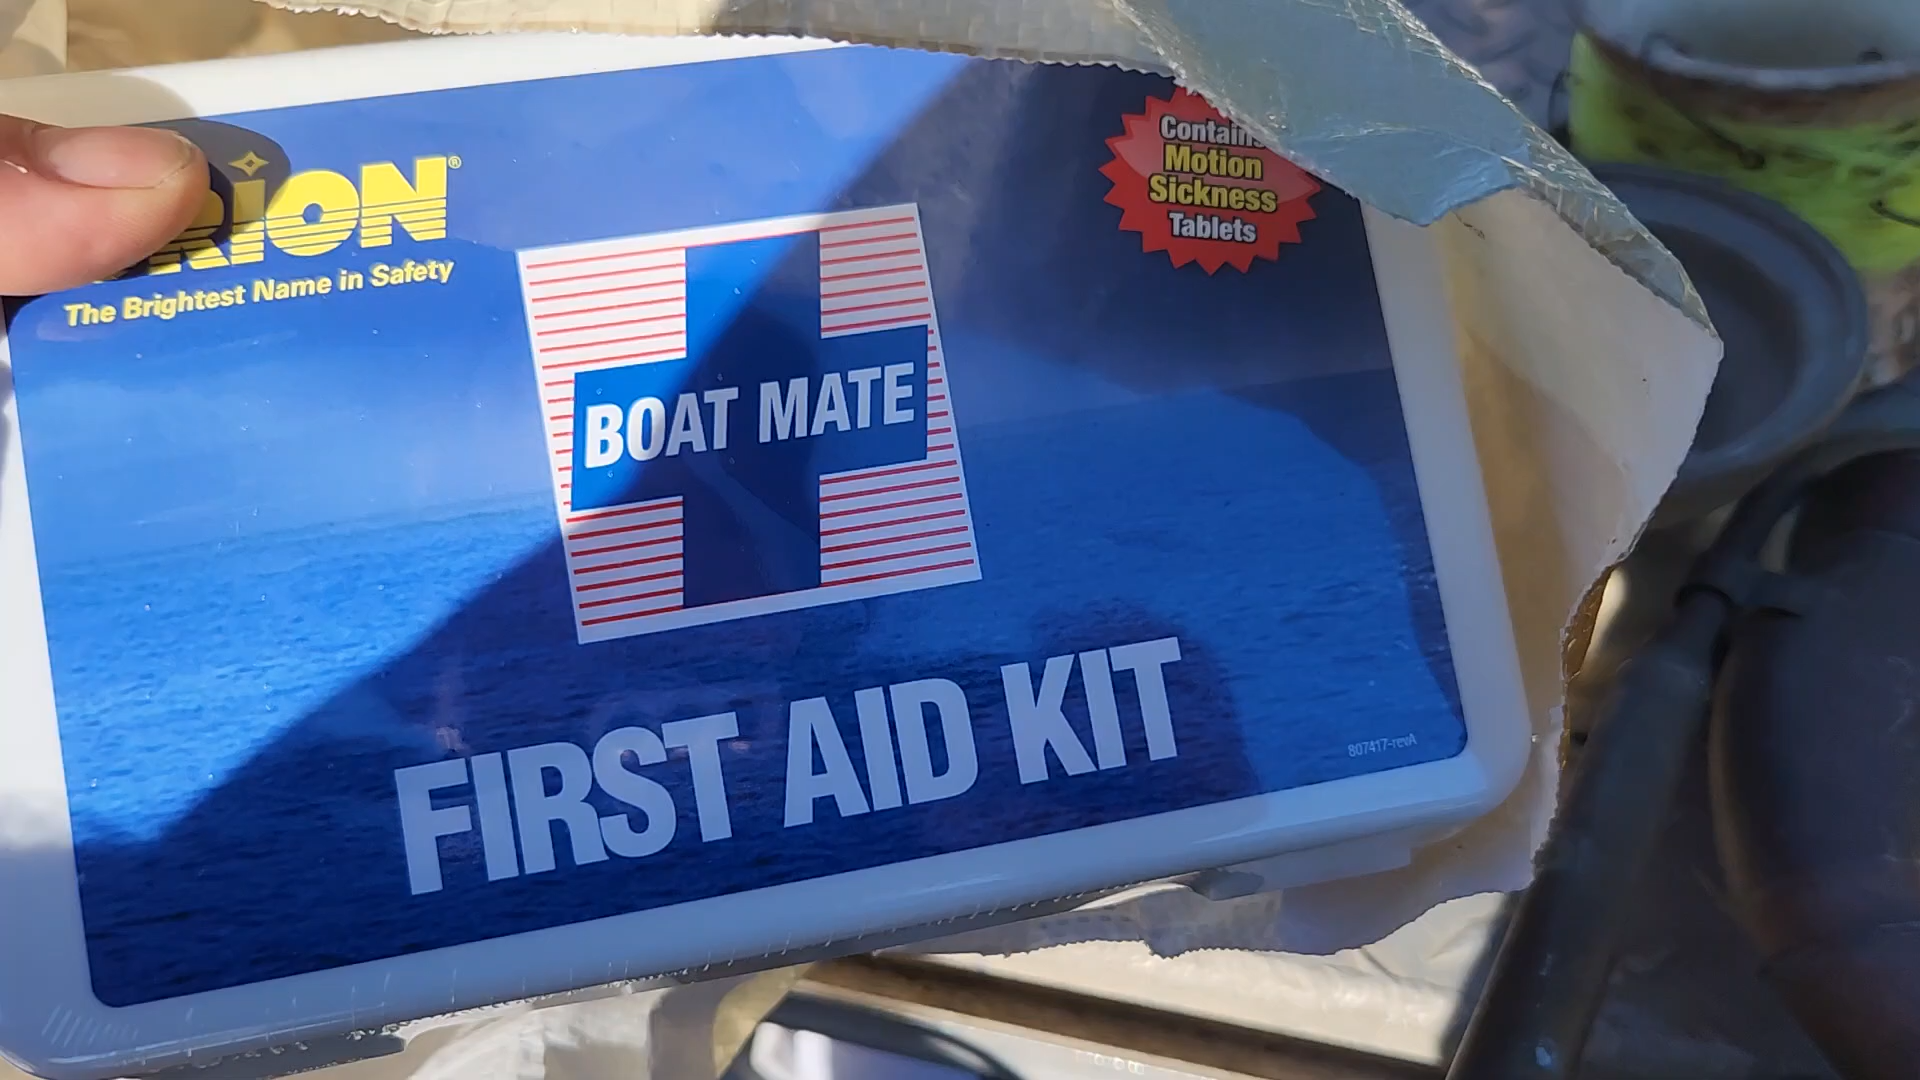 RION®
The Brightest Name in Safety
Contains
Motion
Sickness
Tablets
BOAT MATE
FIRST AID KIT
807417-revA